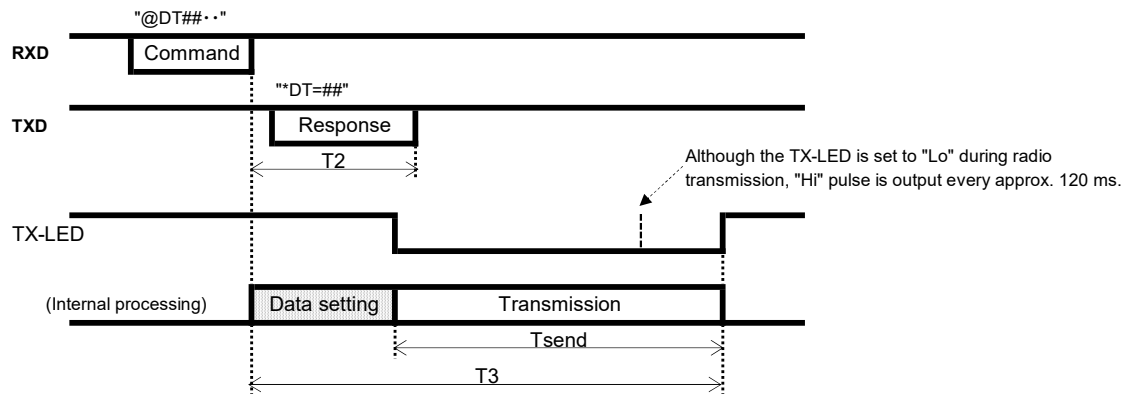 "@DT##・・"
RXD
Command
"*DT=##"
TXD
Response
T2
Although the TX-LED is set to "Lo" during radio
transmission, "Hi" pulse is output every approx. 120 ms.
TX-LED
(Internal processing)
Data setting
Transmission
Tsend
T3